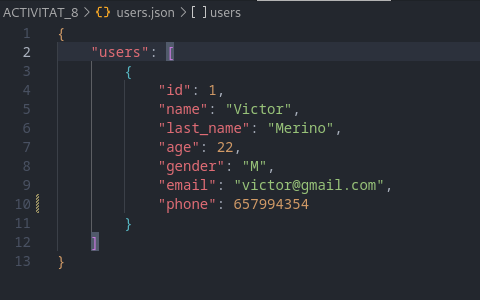 ACTIVITAT_8 > {} users.json > [ ] users
1 {
2 "users": [
3 {
4 "id": 1,
5 "name": "Victor",
6 "last_name": "Merino",
7 "age": 22,
8 "gender": "M",
9 "email": "victor@gmail.com",
10 "phone": 657994354
11 }
12 ]
13 }